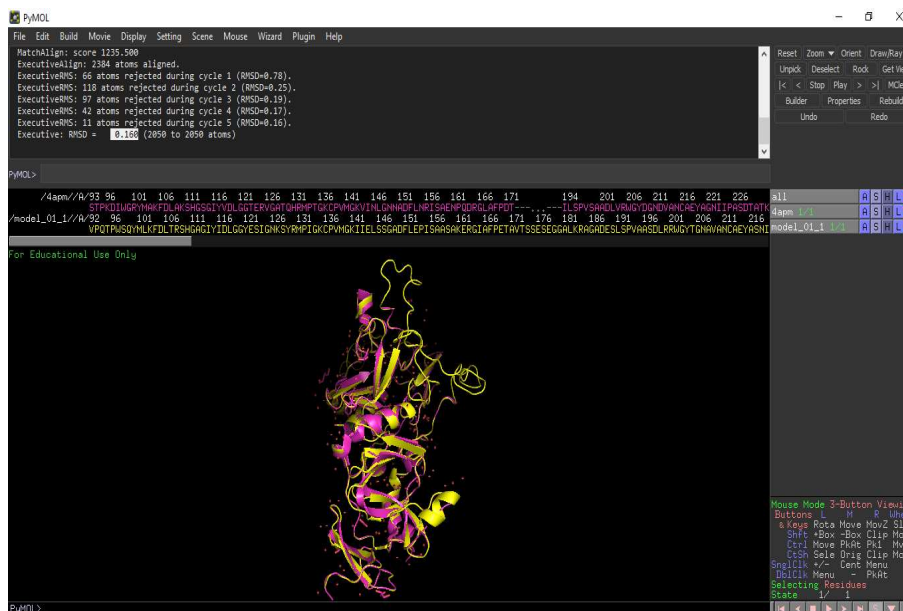 PyMOL
File Edit Build Movie Display Setting Scene Mouse Wizard Plugin Help
MatchAlign: score 1235.500
ExecutiveAlign: 2384 atoms aligned.
ExecutiveRMS: 66 atoms rejected during cycle 1 (RMSD=0.78).
ExecutiveRMS: 118 atoms rejected during cycle 2 (RMSD=0.25).
ExecutiveRMS: 97 atoms rejected during cycle 3 (RMSD=0.19).
ExecutiveRMS: 42 atoms rejected during cycle 4 (RMSD=0.17).
ExecutiveRMS: 11 atoms rejected during cycle 5 (RMSD=0.16).
Executive: RMSD = 0.160 (2050 to 2050 atoms)
Reset Zoom ▼ Orient Draw/Ray
Unpick Deselect Rock Get Vi
|< < Stop Play > >| MCle
Builder Properties Rebuild
Undo Redo
PyMOL>
/4apm//A/93 96 101 106 111 116 121 126 131 136 141 146 151 156 161 166 171 194 201 206 211 216 221 226
STPKDIWGRYMAKFDLAKSHGSGIYVDLGGTERVGATQHRMPTGKCPVMGKVINLGNHADFLNRISAENPQDRGLAFPDT---...---ILSPVSAADLVRWGYDGNDVANCAEYAGNIIPASDTATK
/model_01_1//A/92 96 101 106 111 116 121 126 131 136 141 146 151 156 161 166 171 176 181 186 191 196 201 206 211 216
VPQTPWSQYMLKFDLTRSHGAGIYIDLGGYESIGNKSYRMPIGKCPVMGKIIELSSGADFLEPISAASAKERGIAFPETAVTSSESEGGALKRAGADESLSPVAASDLRRWGYTGNAVANCAEYASNI
all A S H L
4apm 1/1 A S H L
model_01_1 1/1 A S H L
For Educational Use Only
Mouse Mode 3-Button Viewi
Buttons L M R Whe
& Keys Rota Move MovZ Sl
Shft +Box -Box Clip Mo
Ctrl Move PkAt Pk1 Mv
CtSh Sele Orig Clip Mo
SnglClk +/- Cent Menu
DblClk Menu - PkAt
Selecting Residues
State 1/ 1
PyMOL>